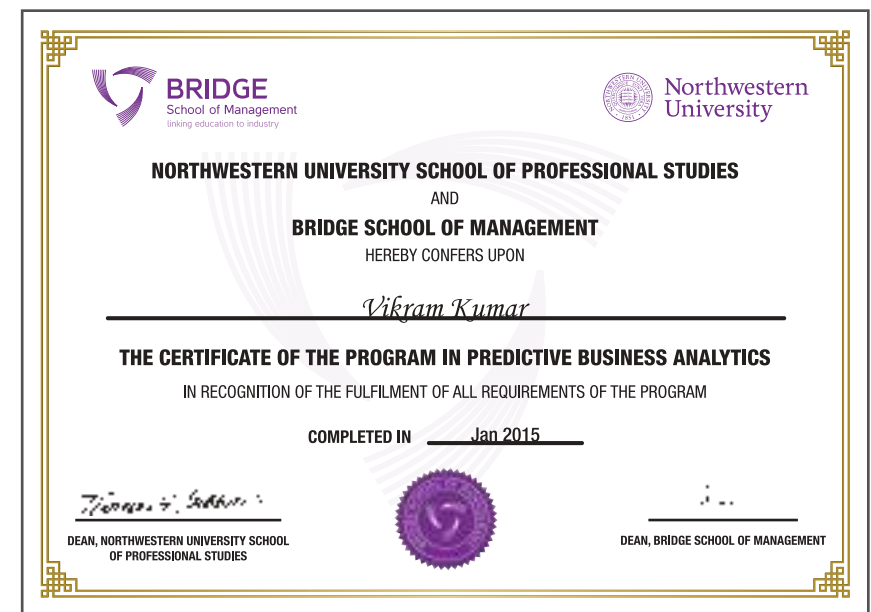 BRIDGE
School of Management
linking education to industry
Northwestern
University
NORTHWESTERN UNIVERSITY SCHOOL OF PROFESSIONAL STUDIES
AND
BRIDGE SCHOOL OF MANAGEMENT
HEREBY CONFERS UPON
Vikram Kumar
THE CERTIFICATE OF THE PROGRAM IN PREDICTIVE BUSINESS ANALYTICS
IN RECOGNITION OF THE FULFILMENT OF ALL REQUIREMENTS OF THE PROGRAM
COMPLETED IN Jan 2015
DEAN, NORTHWESTERN UNIVERSITY SCHOOL
OF PROFESSIONAL STUDIES
DEAN, BRIDGE SCHOOL OF MANAGEMENT